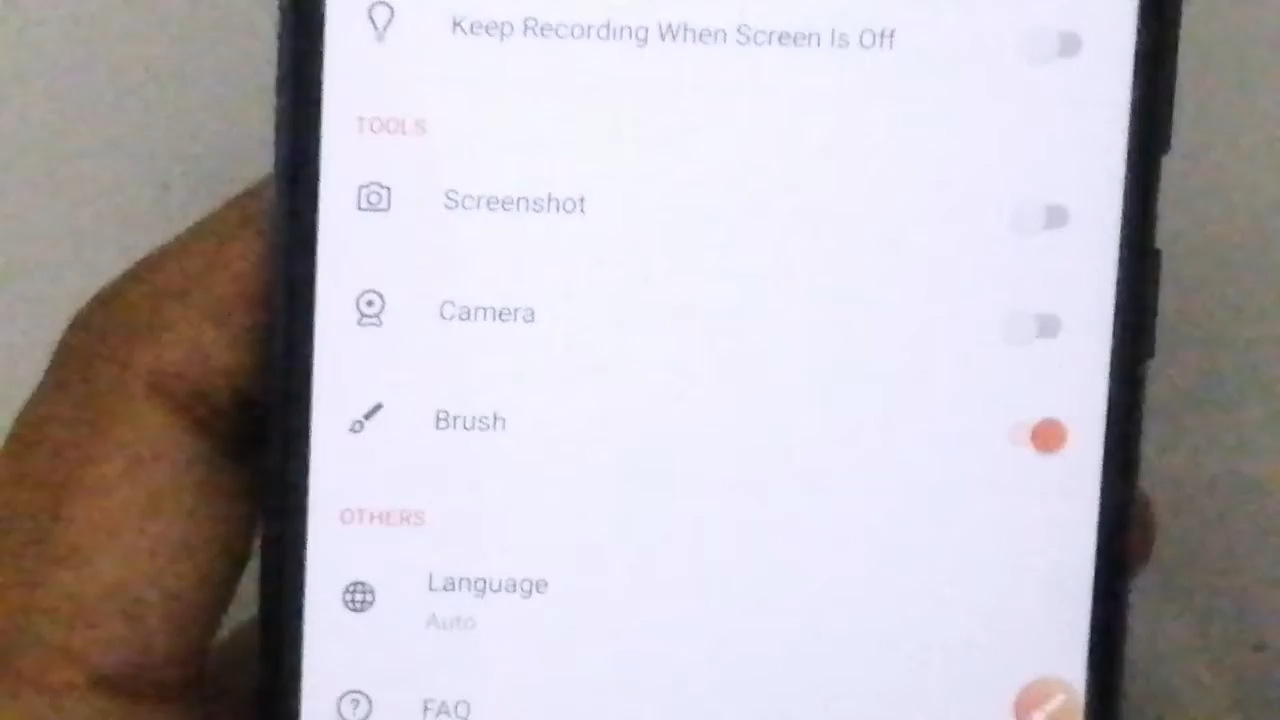 Keep Recording When Screen Is Off
TOOLS
Screenshot
Camera
Brush
OTHERS
Language
Auto
FAQ